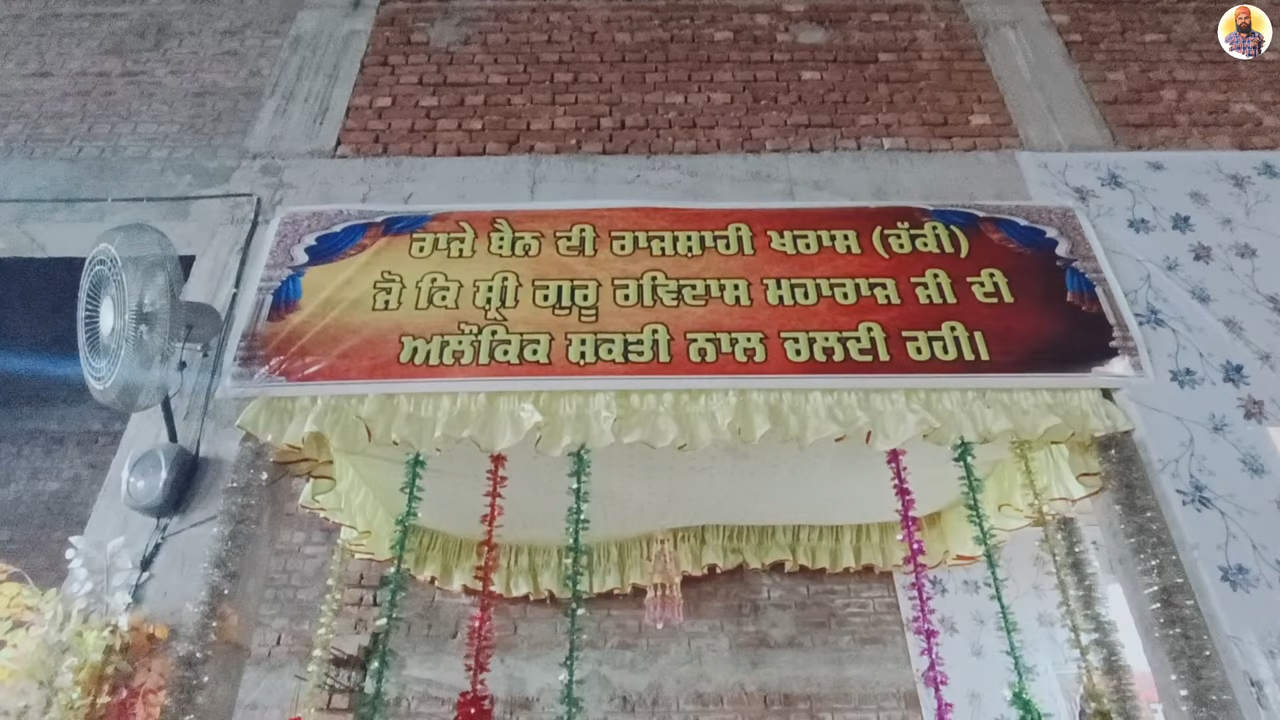 ਰਾਜੇ ਬੈਨ ਦੀ ਰਾਜਸ਼ਾਹੀ ਖਰਾਸ (ਚੱਕੀ)
ਜੋ ਕਿ ਸ਼੍ਰੀ ਗੁਰੂ ਰਵਿਦਾਸ ਮਹਾਰਾਜ ਜੀ ਦੀ
ਅਲੌਕਿਕ ਸ਼ਕਤੀ ਨਾਲ ਚਲਦੀ ਰਹੀ।